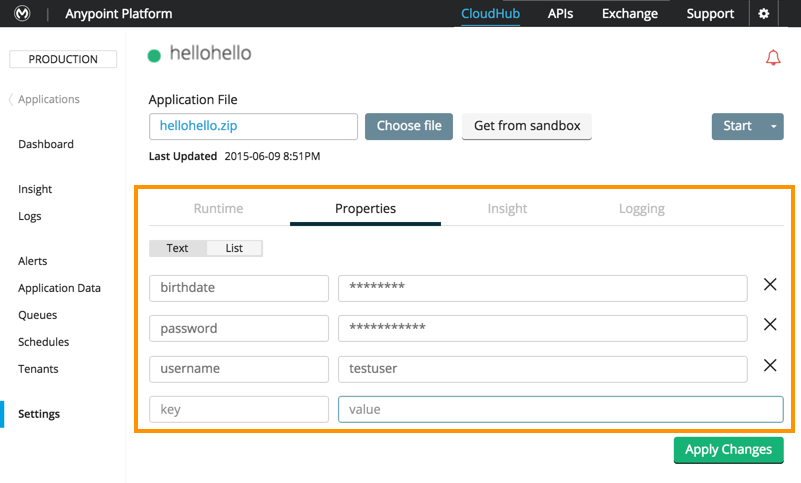 Anypoint Platform CloudHub APIs Exchange Support
PRODUCTION
hellohello
Applications
Application File
hellohello.zip Choose file Get from sandbox Start
Dashboard
Last Updated 2015-06-09 8:51PM
Insight
Logs
Runtime Properties Insight Logging
Text List
Alerts
Application Data
Queues
Schedules
Tenants
birthdate ********
password ***********
username testuser
key value
Settings
Apply Changes